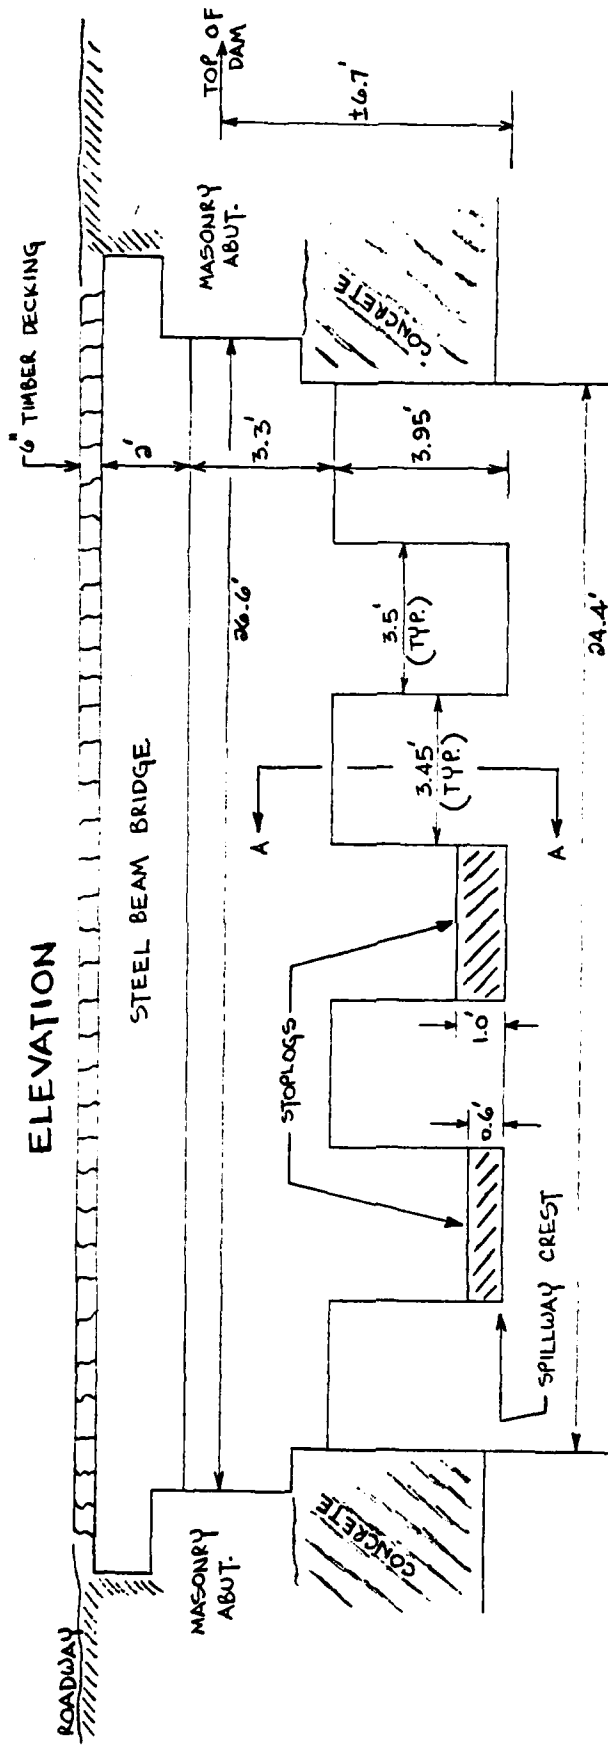 ELEVATION
ROADWAY
6" TIMBER DECKING
STEEL BEAM BRIDGE
2'
3.3'
3.95'
26.6'
MASONRY
ABUT.
MASONRY
ABUT.
TOP OF
DAM
±6.7'
CONCRETE
CONCRETE
STOPLOGS
3.5'
(TYP.)
3.45'
(TYP.)
A
A
1.0'
0.6'
SPILLWAY CREST
24.4'